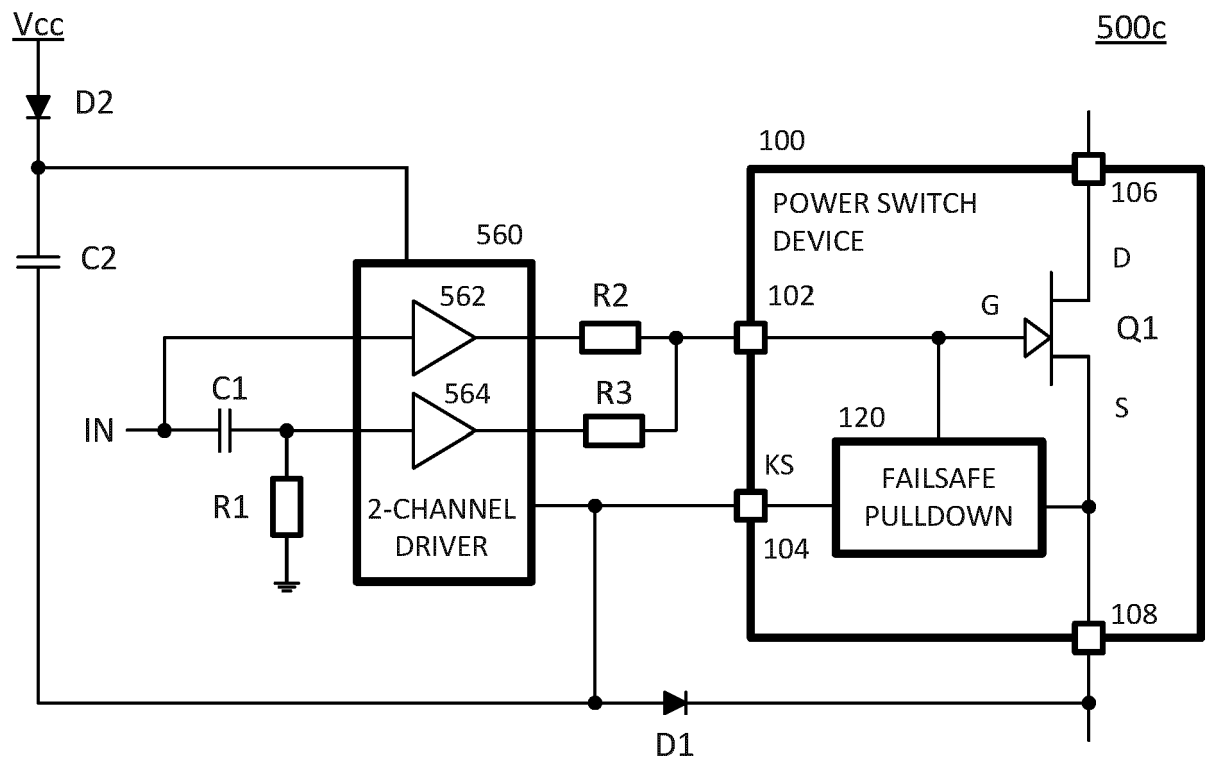 Vcc
500c
D2
100
106
POWER SWITCH
DEVICE
560
C2
D
562
R2
102
G
Q1
C1
564
R3
S
IN
120
KS
FAILSAFE
PULLDOWN
R1
2-CHANNEL
DRIVER
104
108
D1